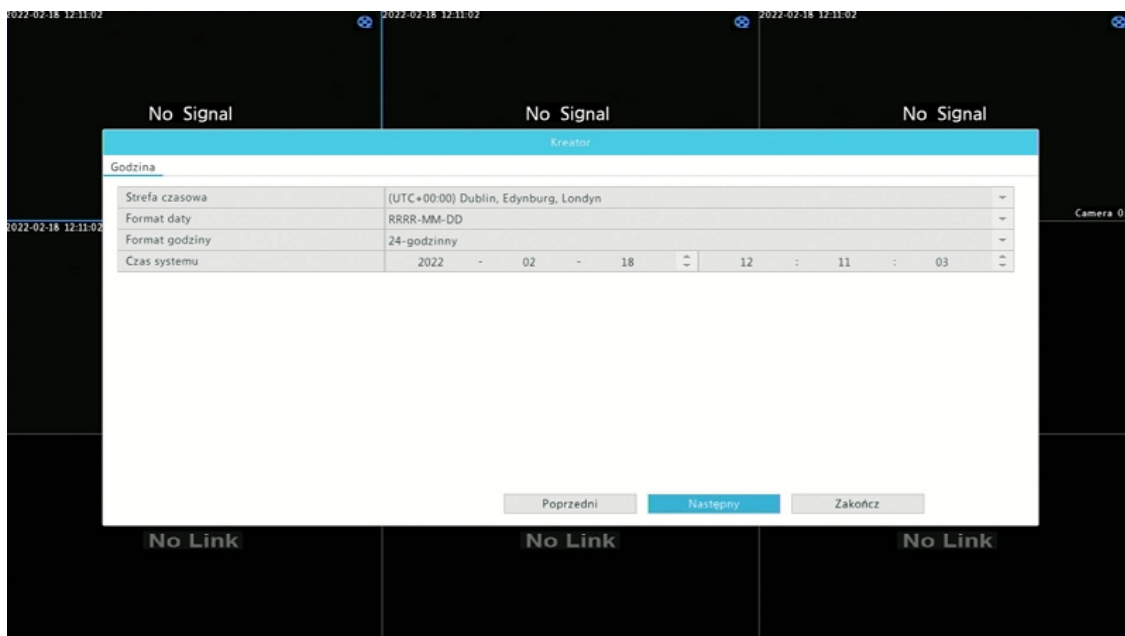 2022-02-18 12:11:02
2022-02-18 12:11:02
2022-02-18 12:11:02
No Signal
No Signal
No Signal
Kreator
Godzina
Strefa czasowa (UTC+00:00) Dublin, Edynburg, Londyn
Format daty RRRR-MM-DD
Format godziny 24-godzinny
Czas systemu 2022 - 02 - 18 12 : 11 : 03
2022-02-18 12:11:02
Camera 0
Poprzedni Następny Zakończ
No Link
No Link
No Link